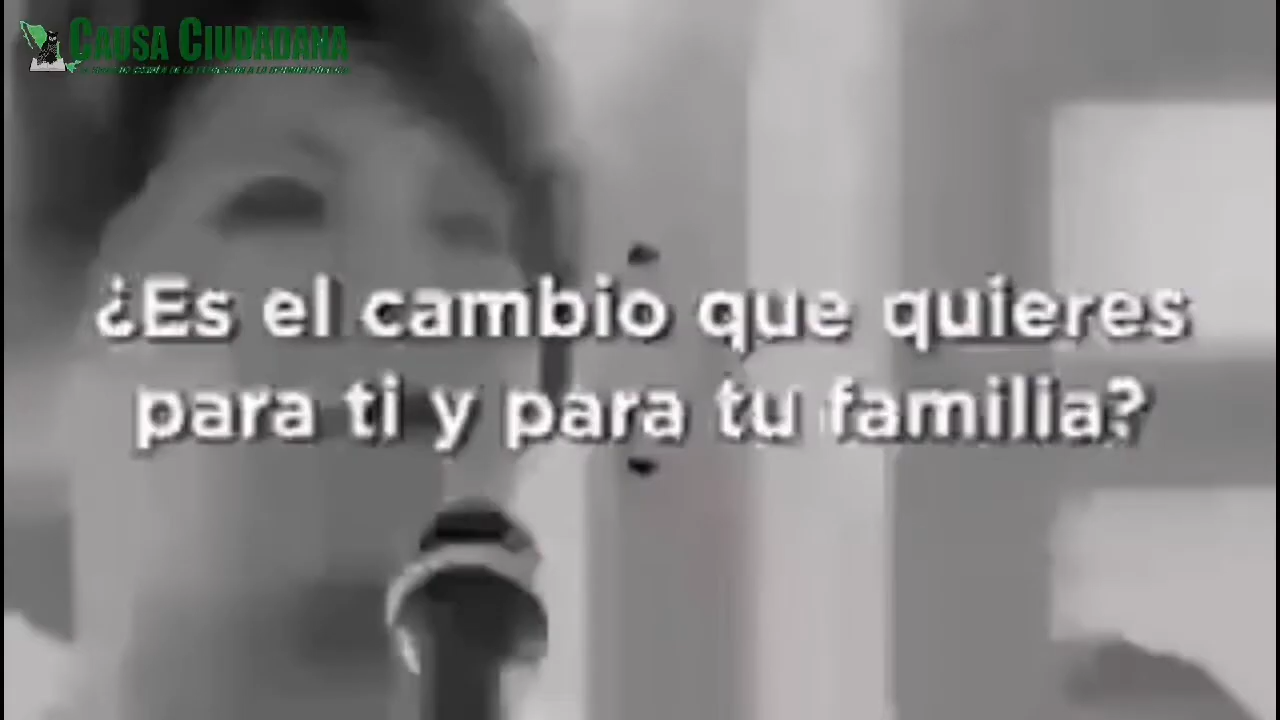 CAUSA CIUDADANA
¿Es el cambio que quieres
para ti y para tu familia?